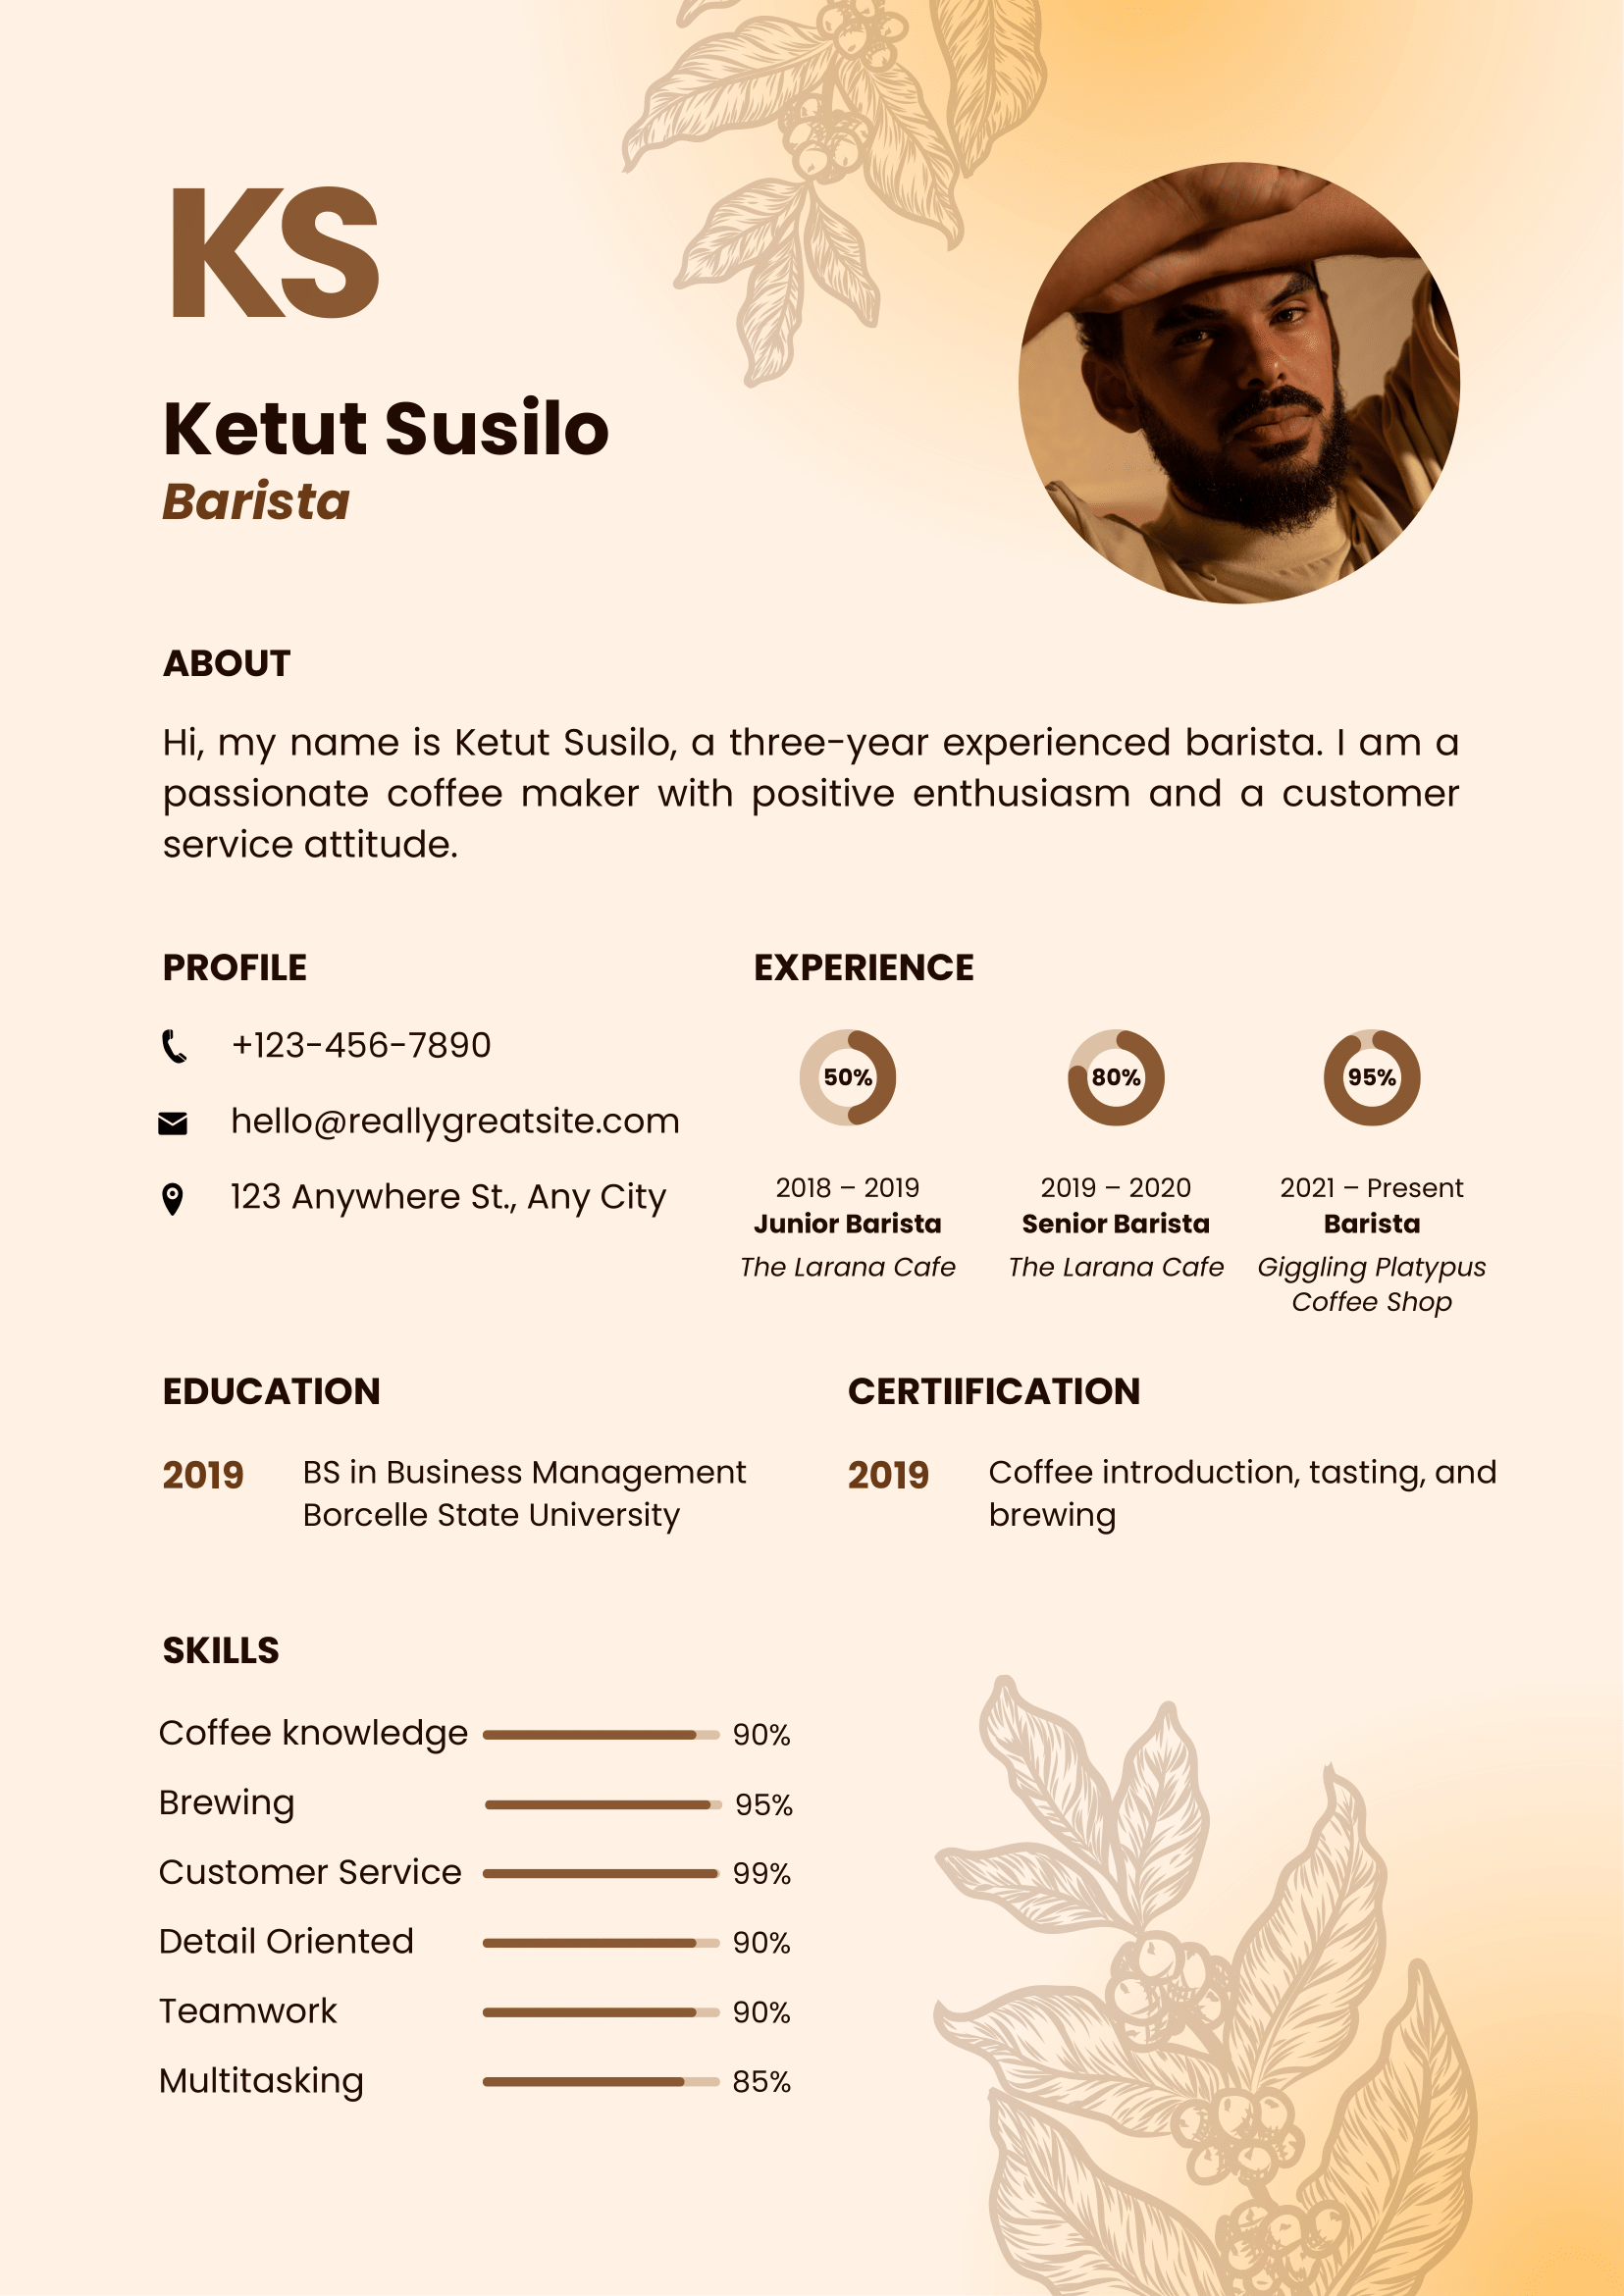 KS
Ketut Susilo
Barista
ABOUT
Hi, my name is Ketut Susilo, a three-year experienced barista. I am a
passionate coffee maker with positive enthusiasm and a customer
service attitude.
PROFILE
+123-456-7890
hello@reallygreatsite.com
123 Anywhere St., Any City
EXPERIENCE
50%
2018 – 2019
Junior Barista
The Larana Cafe
80%
2019 – 2020
Senior Barista
The Larana Cafe
95%
2021 – Present
Barista
Giggling Platypus
Coffee Shop
EDUCATION
2019
BS in Business Management
Borcelle State University
CERTIIFICATION
2019
Coffee introduction, tasting, and
brewing
SKILLS
Coffee knowledge 90%
Brewing 95%
Customer Service 99%
Detail Oriented 90%
Teamwork 90%
Multitasking 85%